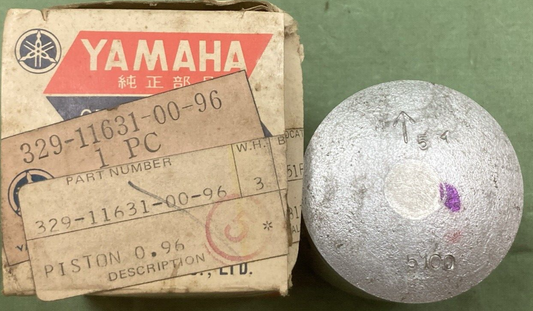 YAMAHA
純正部品
329-11631-00-96
1 PC
PART NUMBER
W.H.
329-11631-00-96
3
PISTON 0.96
*
DESCRIPTION
LTD.
54
5100